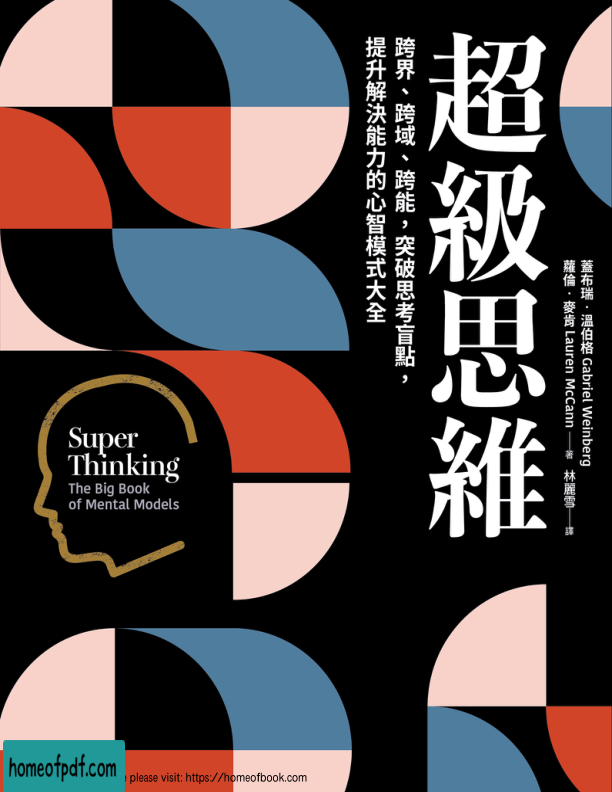 超級思維
跨界、跨域、跨能，突破思考盲點，
提升解決能力的心智模式大全
蓋布瑞．溫伯格 Gabriel Weinberg
蘿倫．麥肯 Lauren McCann——著 林麗雪——譯
Super
Thinking
The Big Book
of Mental Models
homeofpdf.com
please visit: https://homeofbook.com